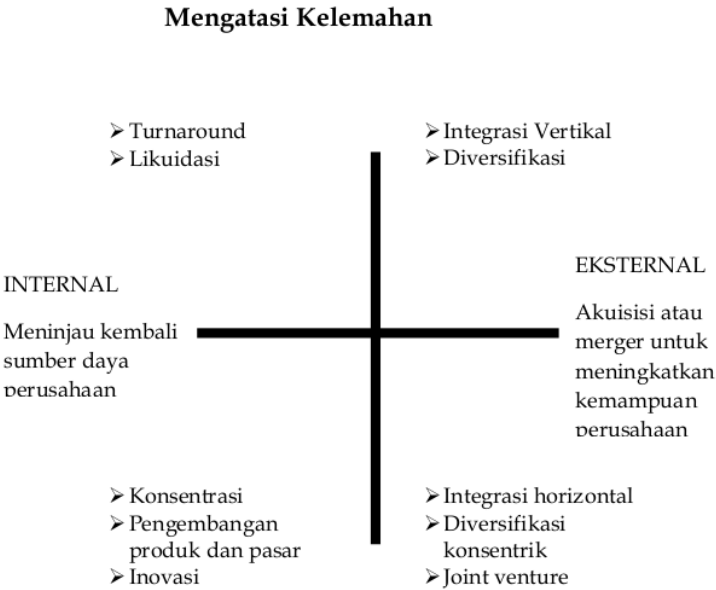 Mengatasi Kelemahan
➢ Turnaround
➢ Likuidasi
➢ Integrasi Vertikal
➢ Diversifikasi
INTERNAL
Meninjau kembali
sumber daya
perusahaan
EKSTERNAL
Akuisisi atau
merger untuk
meningkatkan
kemampuan
perusahaan
➢ Konsentrasi
➢ Pengembangan
produk dan pasar
➢ Inovasi
➢ Integrasi horizontal
➢ Diversifikasi
konsentrik
➢ Joint venture